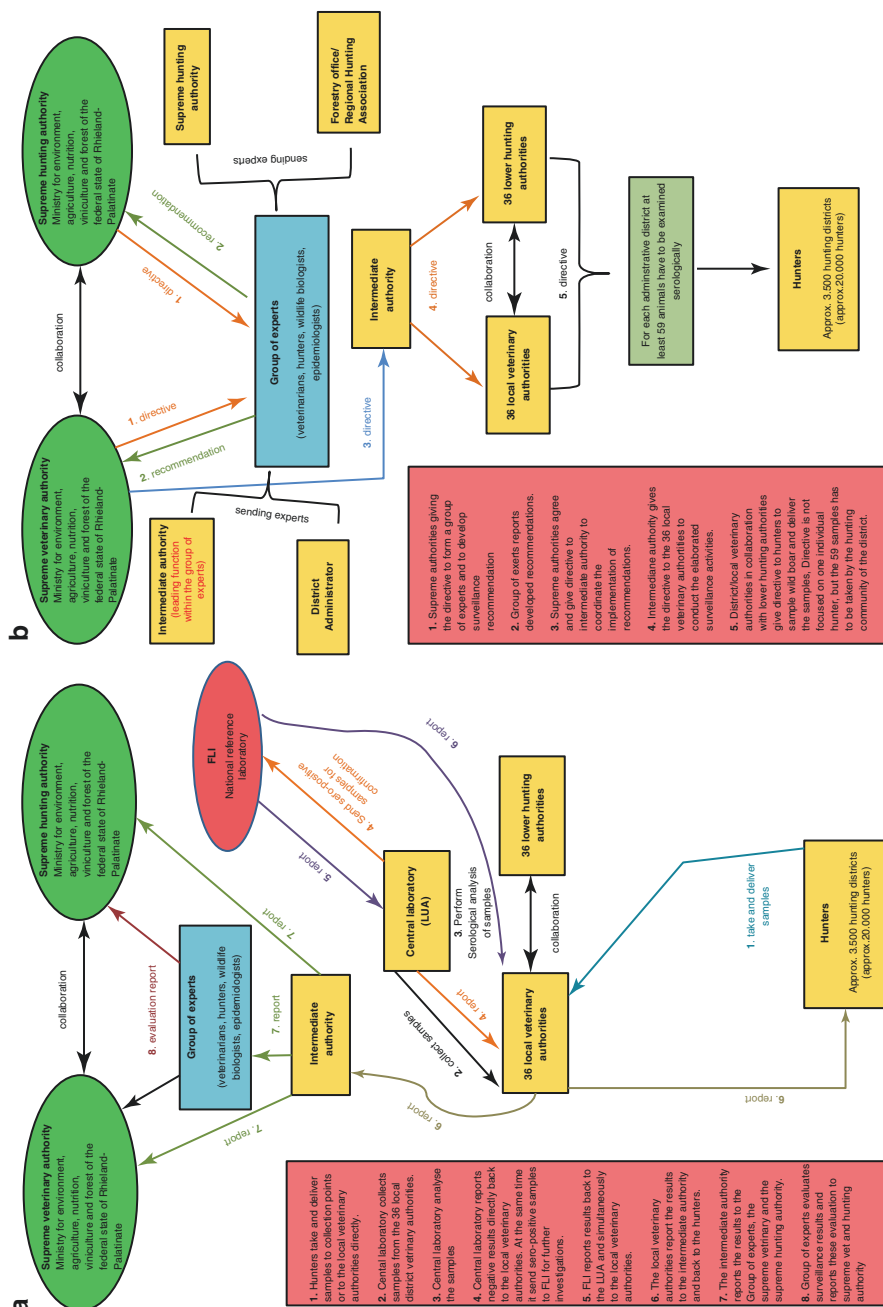 a
Supreme veterinary authority
Ministry for environment,
agriculture, nutrition,
viniculture and forest of the
federal state of Rhieland-
Palatinate
collaboration
Supreme hunting authority
Ministry for environment,
agriculture, nutrition,
viniculture and forest of the
federal state of Rhieland-
Palatinate
8. evaluation report
Group of experts
(veterinarians, hunters, wildlife
biologists, epidemiologists)
7. report
7. report
7. report
Intermediate
authority
FLI
National reference
laboratory
5. report
4. Send sero-positive
samples for
confirmation
6. report
Central laboratory
(LUA)
3. Perform
Serological analysis
of samples
2. collect samples
4. report
6. report
36 local veterinary
authorities
collaboration
36 lower hunting
authorities
1. take and deliver
samples
6. report
Hunters
Approx. 3.500 hunting districts
(approx.20.000 hunters)
1. Hunters take and deliver
samples to collection points
or to the local veterinary
authorities directly.
2. Cental laboratory collects
samples from the 36 local
district vetrinary authorities.
3. Central laboratory analyse
the samples
4. Central laboratory reports
negative results directly back
to the local veterinary
authorities. At the same time
it send sero-positive samples
to FLI for further
investigations.
5. FLI reports results back to
the LUA and simultaneously
to the local veterinary
authorities.
6. The local veterinary
authorities report the results
to the intermediate authority
and back to the hunters.
7. The intermediate authority
reports the results to the
Group of experts, the
supreme vetrinary and the
supreme hunting authority.
8. Group of experts evaluates
surveillance results and
reports these evaluation to
supreme vet and hunting
authority
b
Supreme veterinary authority
Ministry for environment,
agriculture, nutrition,
viniculture and forest of the
federal state of Rhieland-
Palatinate
collaboration
Supreme hunting authority
Ministry for environment,
agriculture, nutrition,
viniculture and forest of the
federal state of Rhieland-
Palatinate
1. directive
2. recommendation
1. directive
2. recommendation
Intermediate authority
(leading function
within the group of
experts)
District
Administrator
sending experts
Group of experts
(veterinarians, hunters, wildlife biologists,
epidemiologists)
sending experts
Supreme hunting
authority
Forestry office/
Regional Hunting
Association
3. directive
Intermediate
authority
4. directive
36 local veterinary
authorities
collaboration
36 lower hunting
authorities
5. directive
For each adminstrative district at
least 59 animals have to be examined
serologically
Hunters
Approx. 3.500 hunting districts
(approx.20.000 hunters)
1. Supreme authorities giving
the directive to form a group
of experts and to develop
surveillance
recommendation
2. Group of exerts reports
developed recommendations.
3. Supreme authorities agree
and give directive to
intermediate authority to
coordinate the
implementation of
recommendations.
4. Intermediane authority gives
the directive to the 36 local
veterinary authortities to
conduct the elaborated
surveillance activities.
5. District/local veterinary
authorities in collaboration
with lower hunting authorities
give directive to hunters to
sample wild boar and deliver
the samples, Directive is not
focused on one individual
hunter, but the 59 samples has
to be taken by the hunting
community of the district.